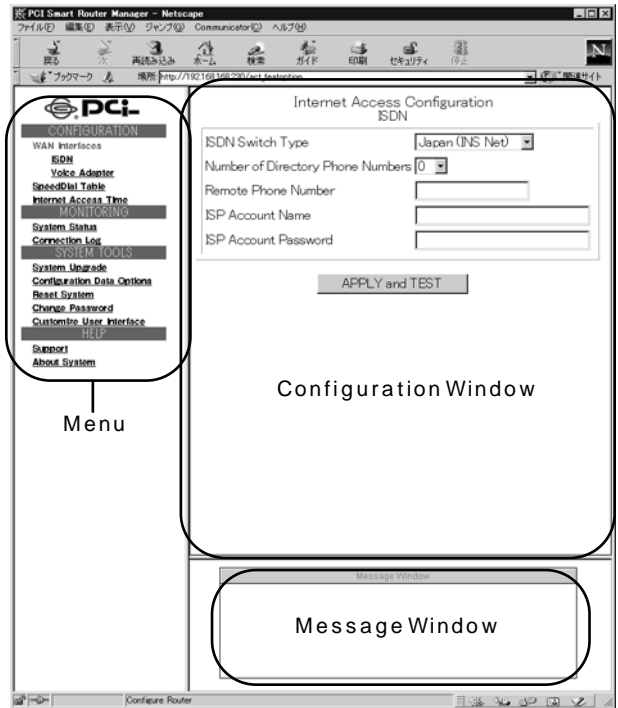 PCI Smart Router Manager - Netscape
ファイル(F) 編集(E) 表示(V) ジャンプ(G) Communicator(C) ヘルプ(H)
戻る 次 再読み込み ホーム 検索 ガイド 印刷 セキュリティ 停止
N
ブックマーク 場所 http://192.168.168.230/act_featoption 関連サイト
PCi-
CONFIGURATION
WAN Interfaces
ISDN
Voice Adapter
SpeedDial Table
Internet Access Time
MONITORING
System Status
Connection Log
SYSTEM TOOLS
System Upgrade
Configuration Data Options
Reset System
Change Password
Customize User Interface
HELP
Support
About System
Menu
Internet Access Configuration
ISDN
ISDN Switch Type Japan (INS Net)
Number of Directory Phone Numbers 0
Remote Phone Number
ISP Account Name
ISP Account Password
APPLY and TEST
Configuration Window
Message Window
Message Window
Configure Router